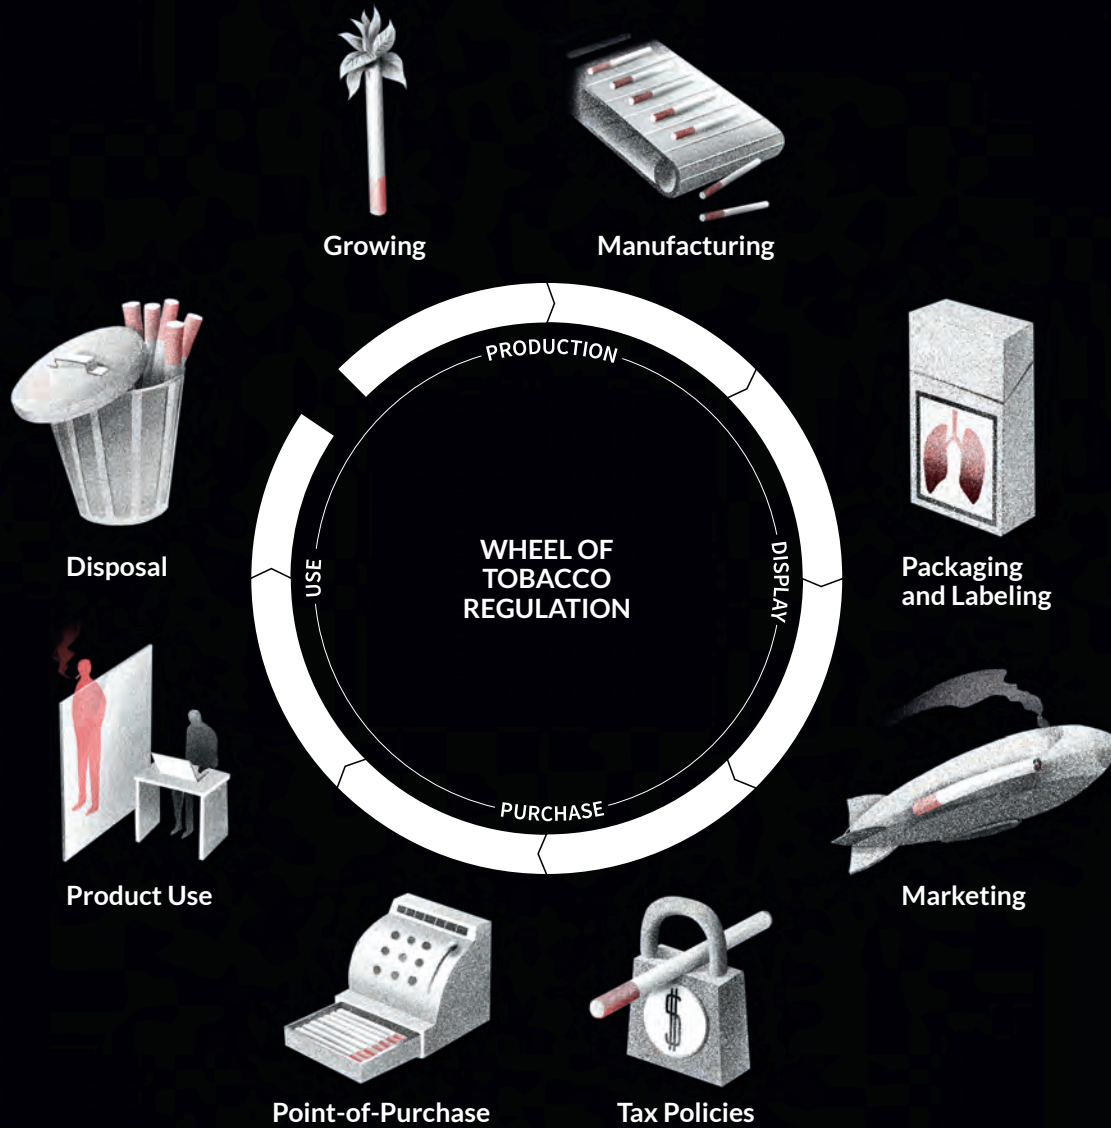 Growing
Manufacturing
PRODUCTION
Disposal
USE
WHEEL OF
TOBACCO
REGULATION
DISPLAY
Packaging
and Labeling
PURCHASE
Product Use
Marketing
$
Point-of-Purchase
Tax Policies